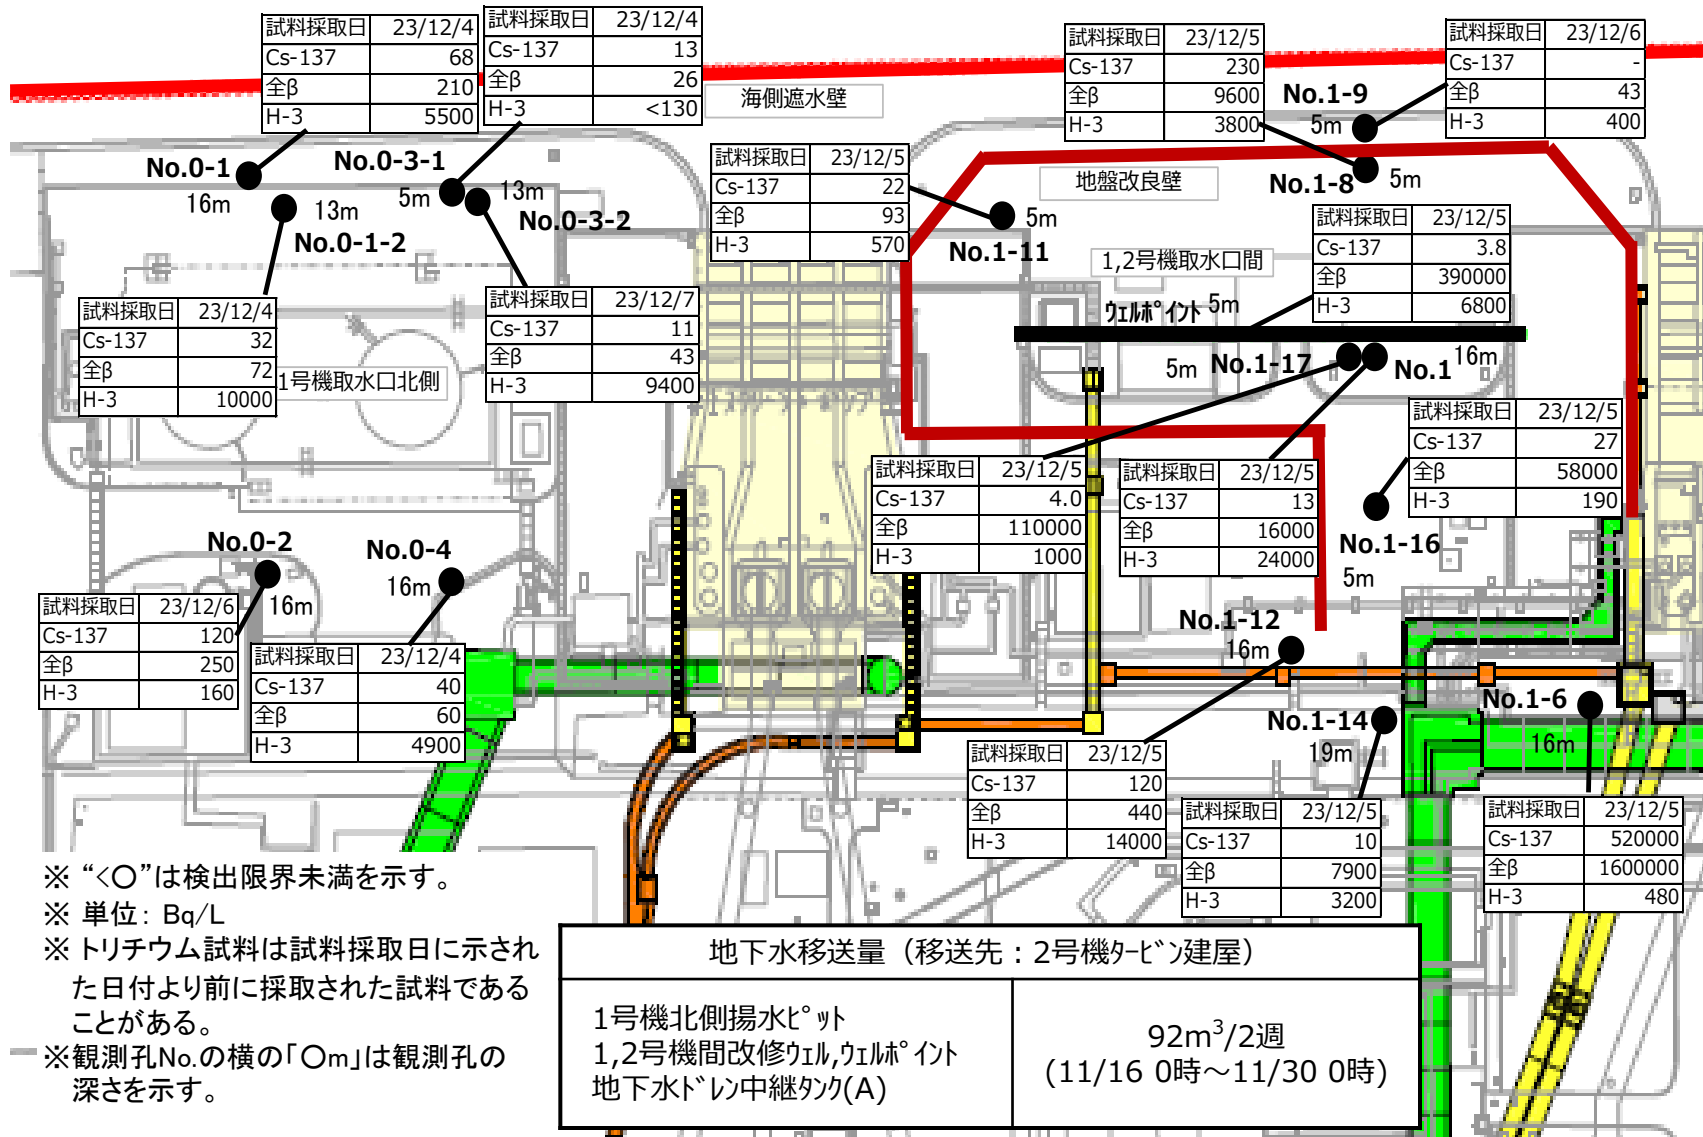 試料採取日 23/12/4
Cs-137 68
全β 210
H-3 5500
試料採取日 23/12/4
Cs-137 13
全β 26
H-3 <130
海側遮水壁
試料採取日 23/12/5
Cs-137 230
全β 9600
H-3 3800
No.1-9
5m
試料採取日 23/12/6
Cs-137 -
全β 43
H-3 400
No.0-1
16m
No.0-3-1
5m
13m
No.0-3-2
13m
No.0-1-2
試料採取日 23/12/5
Cs-137 22
全β 93
H-3 570
5m
No.1-11
地盤改良壁
No.1-8
5m
1,2号機取水口間
試料採取日 23/12/5
Cs-137 3.8
全β 390000
H-3 6800
試料採取日 23/12/4
Cs-137 32
全β 72
H-3 10000
1号機取水口北側
試料採取日 23/12/7
Cs-137 11
全β 43
H-3 9400
ウェルポイント 5m
5m No.1-17
No.1 16m
試料採取日 23/12/5
Cs-137 27
全β 58000
H-3 190
試料採取日 23/12/5
Cs-137 4.0
全β 110000
H-3 1000
試料採取日 23/12/5
Cs-137 13
全β 16000
H-3 24000
No.1-16
5m
No.0-2
16m
No.0-4
16m
試料採取日 23/12/6
Cs-137 120
全β 250
H-3 160
試料採取日 23/12/4
Cs-137 40
全β 60
H-3 4900
No.1-12
16m
No.1-14
19m
No.1-6
16m
試料採取日 23/12/5
Cs-137 120
全β 440
H-3 14000
試料採取日 23/12/5
Cs-137 10
全β 7900
H-3 3200
試料採取日 23/12/5
Cs-137 520000
全β 1600000
H-3 480
※ “<〇”は検出限界未満を示す。
※ 単位: Bq/L
※ トリチウム試料は試料採取日に示され
た日付より前に採取された試料である
ことがある。
※観測孔No.の横の「〇m」は観測孔の
深さを示す。
地下水移送量（移送先：2号機ﾀｰﾋﾞﾝ建屋）
1号機北側揚水ﾋﾟｯﾄ
1,2号機間改修ｳｪﾙ,ｳｪﾙﾎﾟｲﾝﾄ
地下水ﾄﾞﾚﾝ中継ﾀﾝｸ(A)
92m³/2週
(11/16 0時～11/30 0時)